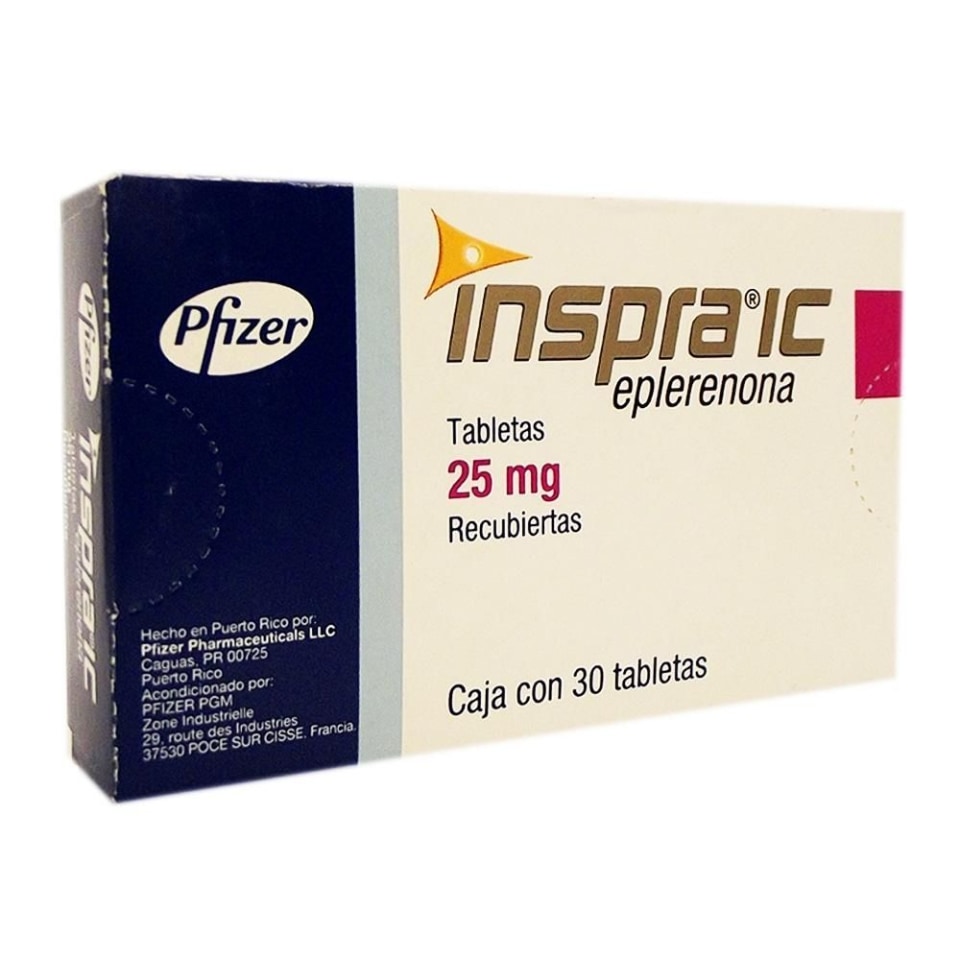 Pfizer
inspra® IC
eplerenona
Tabletas
25 mg
Recubiertas
Caja con 30 tabletas
Hecho en Puerto Rico por:
Pfizer Pharmaceuticals LLC
Caguas, PR 00725
Puerto Rico
Acondicionado por:
PFIZER PGM
Zone Industrielle
29, route des Industries
37530 POCE SUR CISSE. Francia.
Pfizer
inspra IC